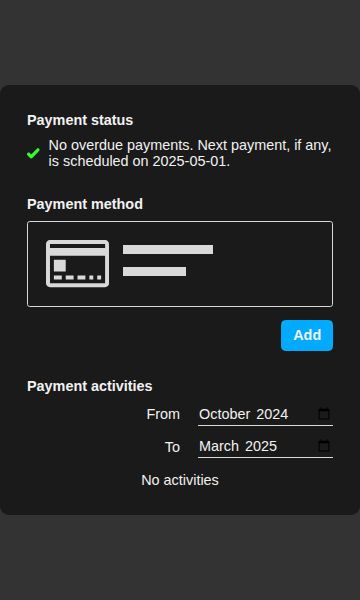 Payment status
No overdue payments. Next payment, if any,
is scheduled on 2025-05-01.
Payment method
Add
Payment activities
From October 2024
To March 2025
No activities